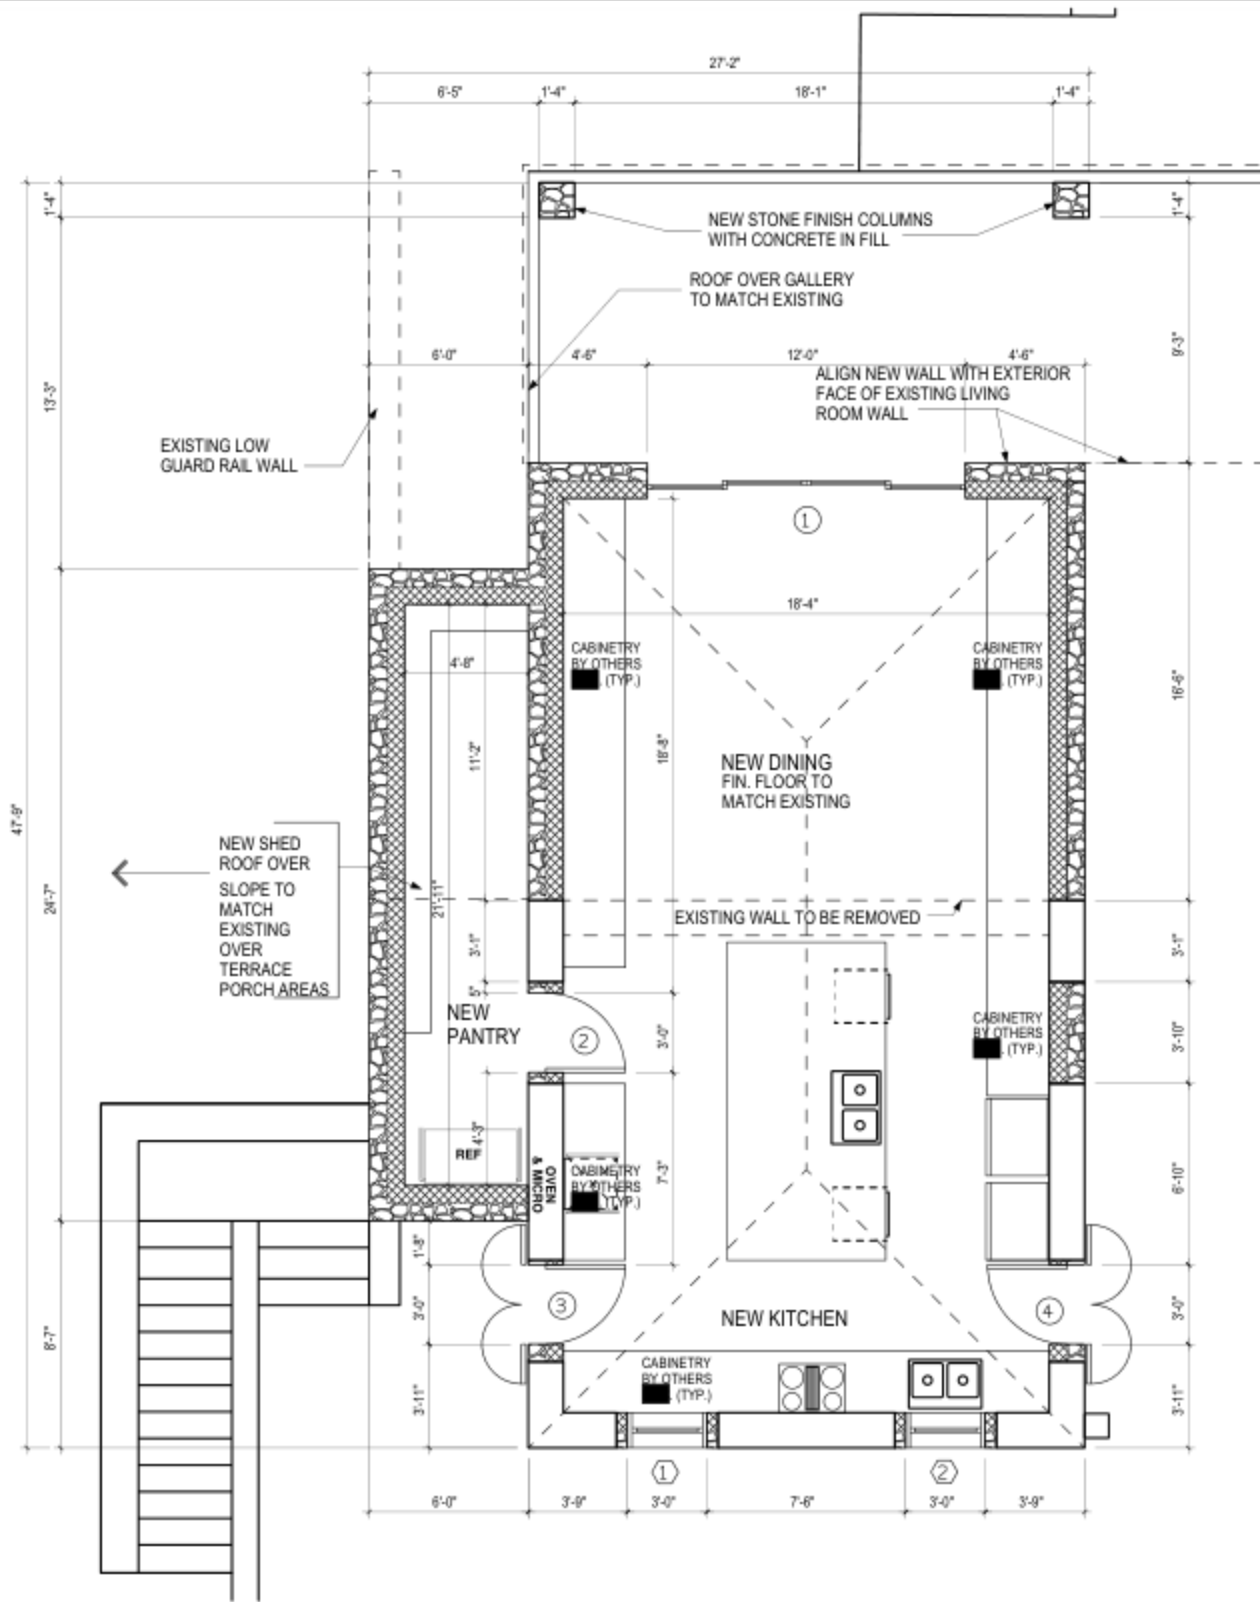 27'-2"
6'-5" 1'-4" 18'-1" 1'-4"
1'-4"
1'-4"
NEW STONE FINISH COLUMNS
WITH CONCRETE IN FILL
ROOF OVER GALLERY
TO MATCH EXISTING
13'-3"
9'-3"
6'-0" 4'-6" 12'-0" 4'-6"
ALIGN NEW WALL WITH EXTERIOR
FACE OF EXISTING LIVING
ROOM WALL
EXISTING LOW
GUARD RAIL WALL
1
18'-4"
CABINETRY
BY OTHERS
(TYP.)
CABINETRY
BY OTHERS
(TYP.)
4'-8"
16'-6"
11'-2"
18'-8"
NEW DINING
FIN. FLOOR TO
MATCH EXISTING
47'-9"
24'-7"
NEW SHED
ROOF OVER
SLOPE TO
MATCH
EXISTING
OVER
TERRACE
PORCH AREAS
21'-11"
EXISTING WALL TO BE REMOVED
3'-1"
3'-1"
5"
NEW
PANTRY
2
3'-0"
CABINETRY
BY OTHERS
(TYP.)
3'-10"
4'-3"
REF
OVEN
& MICRO
CABINETRY
BY OTHERS
(TYP.)
7'-3"
6'-10"
1'-8"
3
NEW KITCHEN
4
3'-0"
3'-0"
8'-7"
CABINETRY
BY OTHERS
(TYP.)
3'-11"
3'-11"
1 2
6'-0" 3'-9" 3'-0" 7'-6" 3'-0" 3'-9"